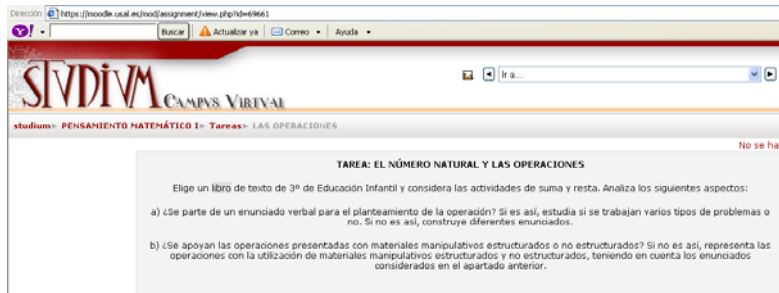 Dirección https://moodle.usal.es/mod/assignment/view.php?id=69661
Y! Buscar Actualizar ya Correo Ayuda
STVDIVM CAMPVS VIRTVAL
Ir a...
studium PENSAMIENTO MATEMÁTICO I Tareas LAS OPERACIONES
No se ha
TAREA: EL NÚMERO NATURAL Y LAS OPERACIONES
Elige un libro de texto de 3º de Educación Infantil y considera las actividades de suma y resta. Analiza los siguientes aspectos:
a) ¿Se parte de un enunciado verbal para el planteamiento de la operación? Si es así, estudia si se trabajan varios tipos de problemas o
no. Si no es así, construye diferentes enunciados.
b) ¿Se apoyan las operaciones presentadas con materiales manipulativos estructurados o no estructurados? Si no es así, representa las
operaciones con la utilización de materiales manipulativos estructurados y no estructurados, teniendo en cuenta los enunciados
considerados en el apartado anterior.